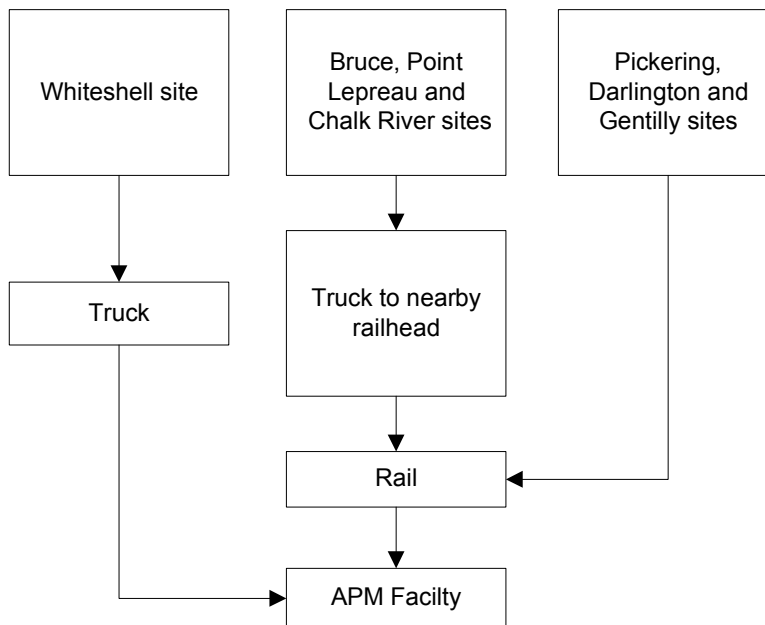 Whiteshell site
Bruce, Point
Lepreau and
Chalk River sites
Pickering,
Darlington and
Gentilly sites
Truck
Truck to nearby
railhead
Rail
APM Facilty